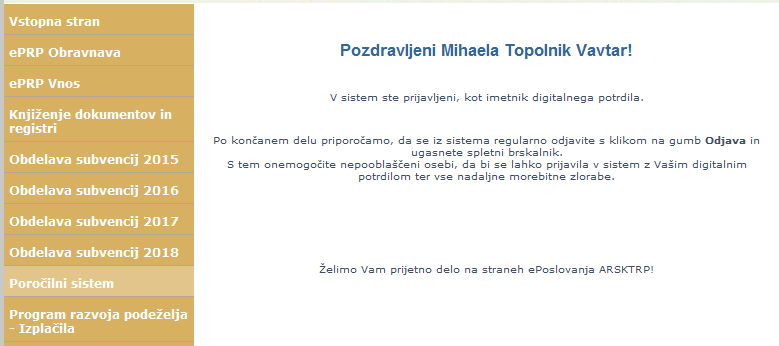 Vstopna stran
ePRP Obravnava
ePRP Vnos
Knjiženje dokumentov in
registri
Obdelava subvencij 2015
Obdelava subvencij 2016
Obdelava subvencij 2017
Obdelava subvencij 2018
Poročilni sistem
Program razvoja podeželja
- Izplačila
Pozdravljeni Mihaela Topolnik Vavtar!
V sistem ste prijavljeni, kot imetnik digitalnega potrdila.
Po končanem delu priporočamo, da se iz sistema regularno odjavite s klikom na gumb Odjava in
ugasnete spletni brskalnik.
S tem onemogočite nepooblaščeni osebi, da bi se lahko prijavila v sistem z Vašim digitalnim
potrdilom ter vse nadaljne morebitne zlorabe.
Želimo Vam prijetno delo na straneh ePoslovanja ARSKTRP!